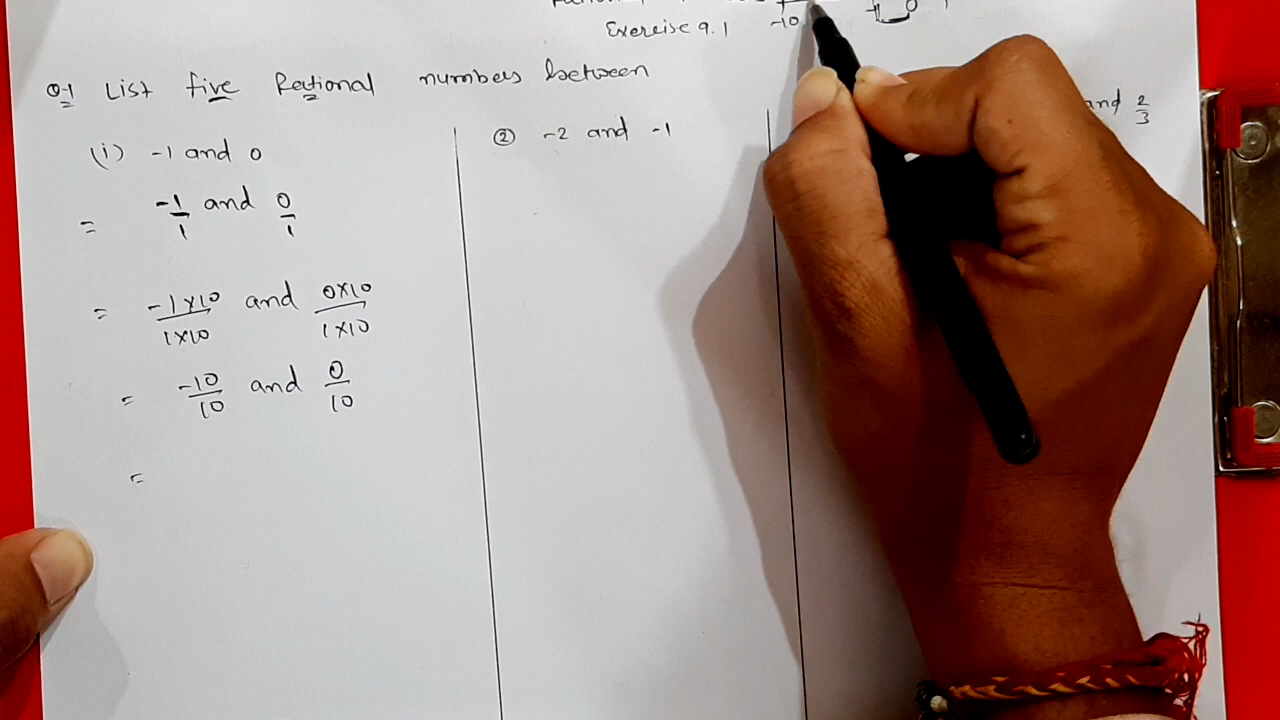 Exercise 9.1 -10
Q-1 List five Rational numbers between
(i) -1 and 0
= -1/1 and 0/1
= -1×10/1×10 and 0×10/1×10
= -10/10 and 0/10
=
② -2 and -1
and 2/3